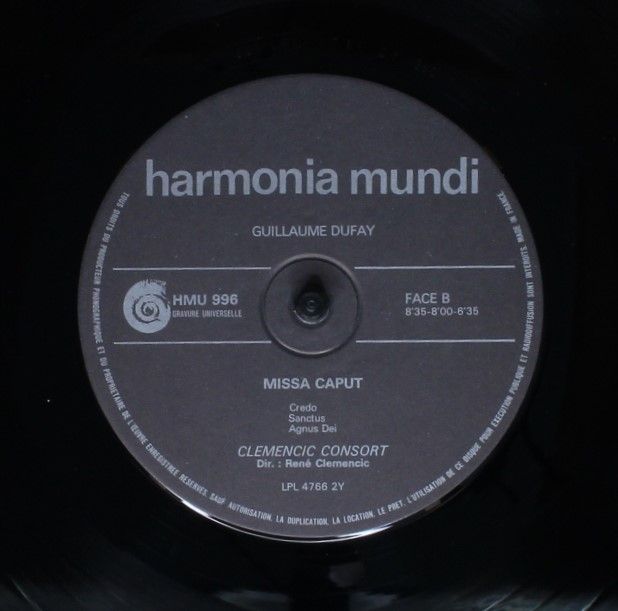 harmonia mundi
GUILLAUME DUFAY
HMU 996
GRAVURE UNIVERSELLE
FACE B
8'35-8'00-6'35
MISSA CAPUT
Credo
Sanctus
Agnus Dei
CLEMENCIC CONSORT
Dir. : René Clemencic
LPL 4766 2Y
TOUS DROITS DU PRODUCTEUR PHONOGRAPHIQUE ET DU PROPRIETAIRE DE L'ŒUVRE ENREGISTREE RESERVES. SAUF AUTORISATION, LA DUPLICATION, LA LOCATION, LE PRET, L'UTILISATION DE CE DISQUE POUR EXECUTION PUBLIQUE ET RADIODIFFUSION SONT INTERDITS. MADE IN FRANCE.